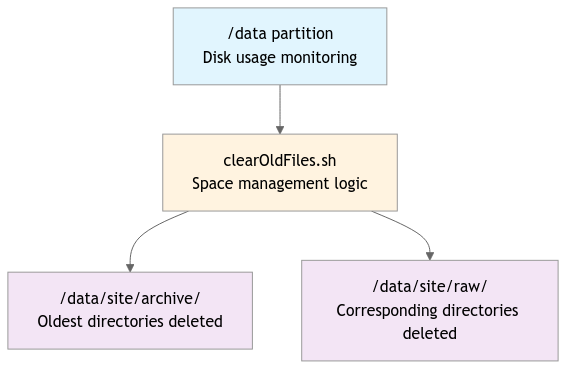 /data partition
Disk usage monitoring
clearOldFiles.sh
Space management logic
/data/site/archive/
Oldest directories deleted
/data/site/raw/
Corresponding directories
deleted